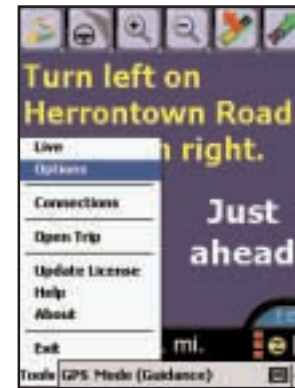 Turn left on
Herrontown Road
right.
Live
Options
Connections
Just
Open Trip
ahead
Update License
Help
About
Exit
mi.
Tools GPS Mode (Guidance)